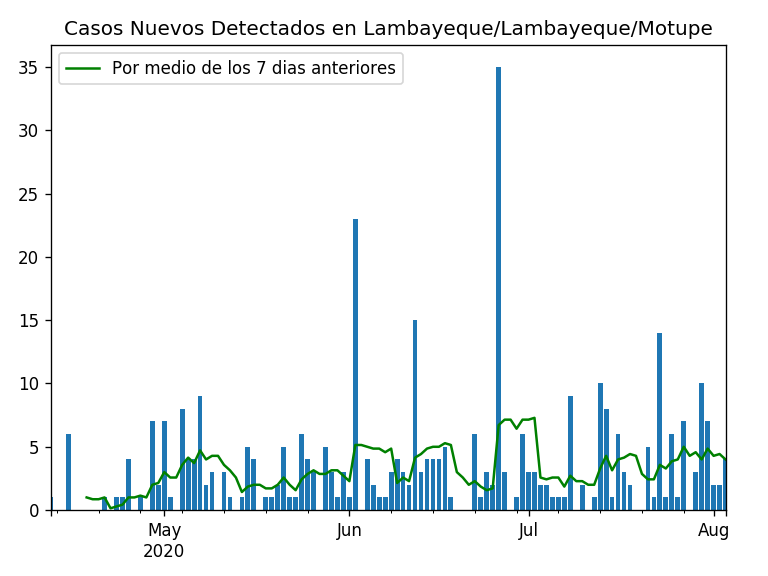 Casos Nuevos Detectados en Lambayeque/Lambayeque/Motupe
Por medio de los 7 dias anteriores
35
30
25
20
15
10
5
0
May
2020
Jun
Jul
Aug